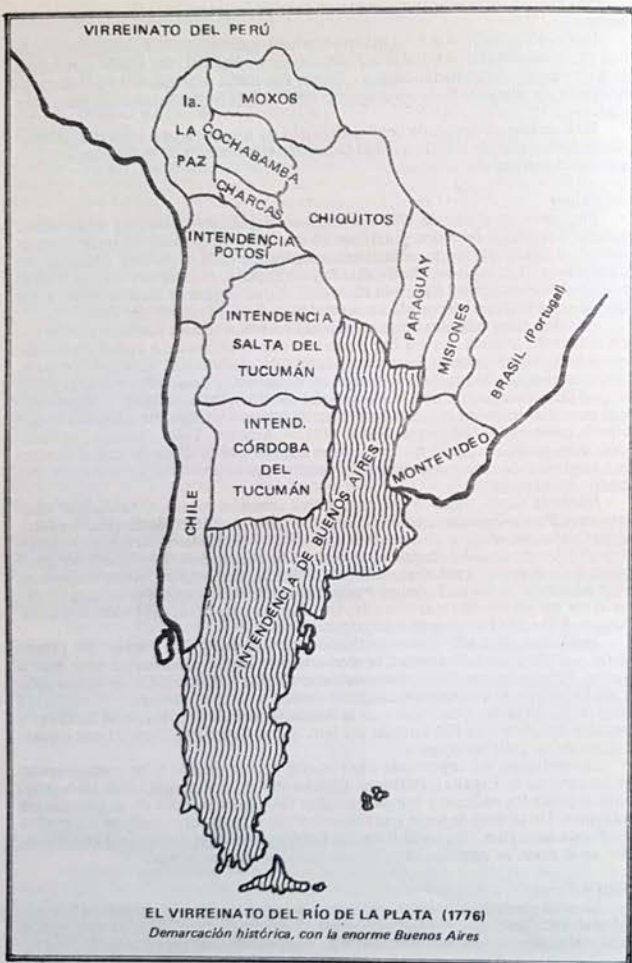 VIRREINATO DEL PERÚ
Ia.
MOXOS
LA
PAZ
COCHABAMBA
CHARCAS
CHIQUITOS
INTENDENCIA
POTOSÍ
PARAGUAY
MISIONES
BRASIL (Portugal)
INTENDENCIA
SALTA DEL
TUCUMÁN
INTEND.
CÓRDOBA
DEL
TUCUMÁN
MONTEVIDEO
CHILE
INTENDENCIA DE BUENOS AIRES
EL VIRREINATO DEL RÍO DE LA PLATA (1776)
Demarcación histórica, con la enorme Buenos Aires